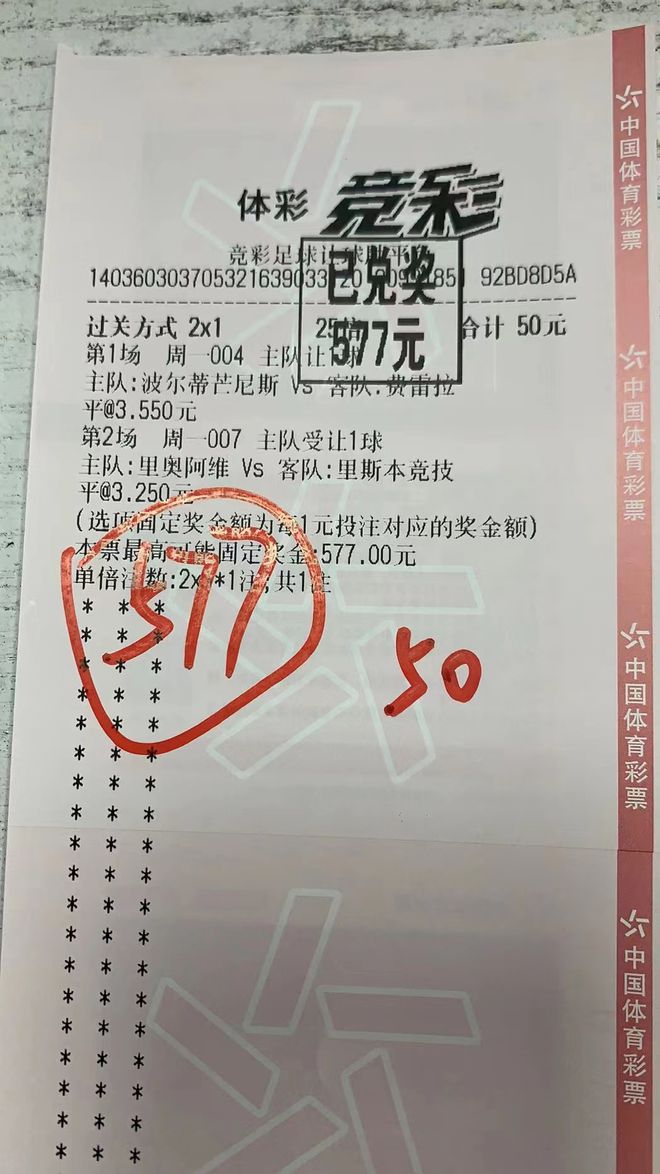 体彩 竞彩
竞彩足球让球胜平负
92BD8D5A
已兑奖
577元
过关方式 2x1 25倍 合计 50元
第1场 周一004 主队让1球
主队:波尔蒂芒尼斯 Vs 客队:费雷拉
平@3.550元
第2场 周一007 主队受让1球
主队:里奥阿维 Vs 客队:里斯本竞技
平@3.250元
(选项固定奖金额为每1元投注对应的奖金额)
本票最高可能固定奖金:577.00元
单倍注数:2x1*1注,共1注
577
50
中国体育彩票
中国体育彩票
中国体育彩票
中国体育彩票